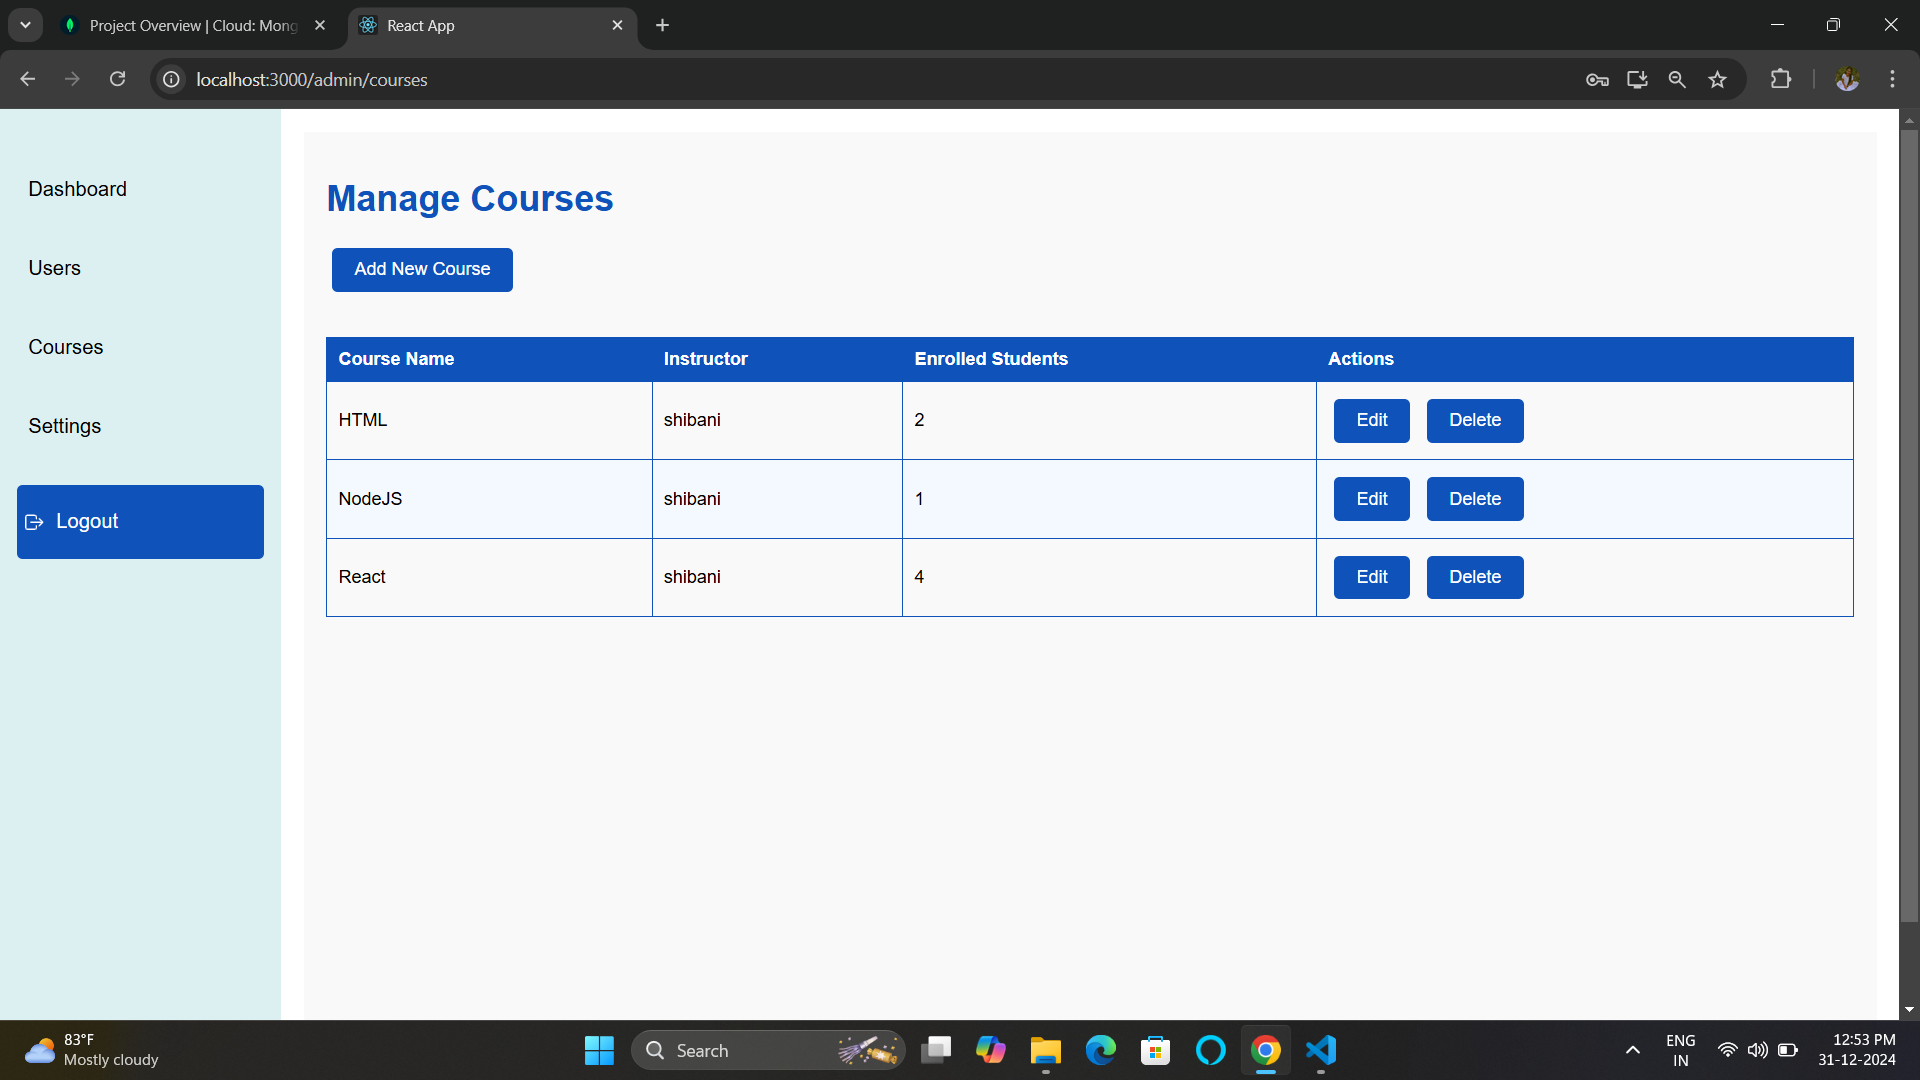 Project Overview | Cloud: Mong
React App
localhost:3000/admin/courses
Dashboard
Users
Courses
Settings
Logout
Manage Courses
Add New Course
Course Name Instructor Enrolled Students Actions
HTML shibani 2 Edit Delete
NodeJS shibani 1 Edit Delete
React shibani 4 Edit Delete
83°F
Mostly cloudy
Search
ENG
IN
12:53 PM
31-12-2024